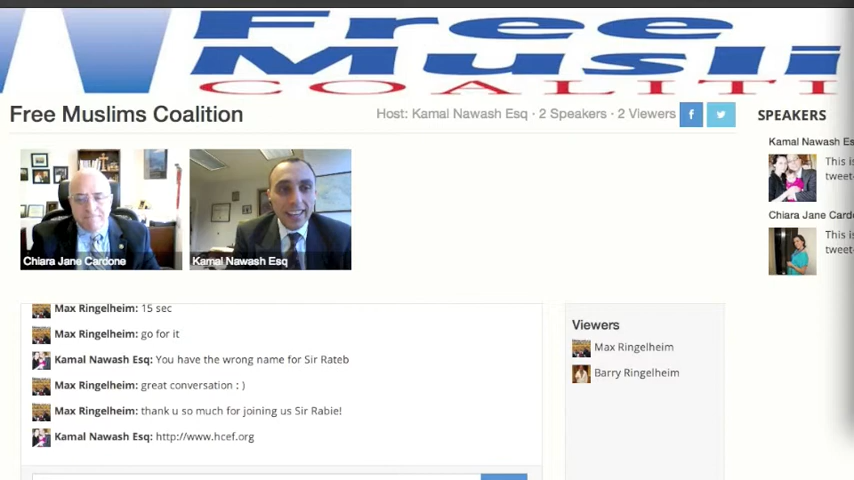 Free
Musli
COALITI
Free Muslims Coalition
Host: Kamal Nawash Esq · 2 Speakers · 2 Viewers
f
SPEAKERS
Chiara Jane Cardone
Kamal Nawash Esq
Kamal Nawash Es
This is
tweet
Chiara Jane Cardo
This is
tweet
Max Ringelheim: 15 sec
Max Ringelheim: go for it
Kamal Nawash Esq: You have the wrong name for Sir Rateb
Max Ringelheim: great conversation : )
Max Ringelheim: thank u so much for joining us Sir Rabie!
Kamal Nawash Esq: http://www.hcef.org
Viewers
Max Ringelheim
Barry Ringelheim